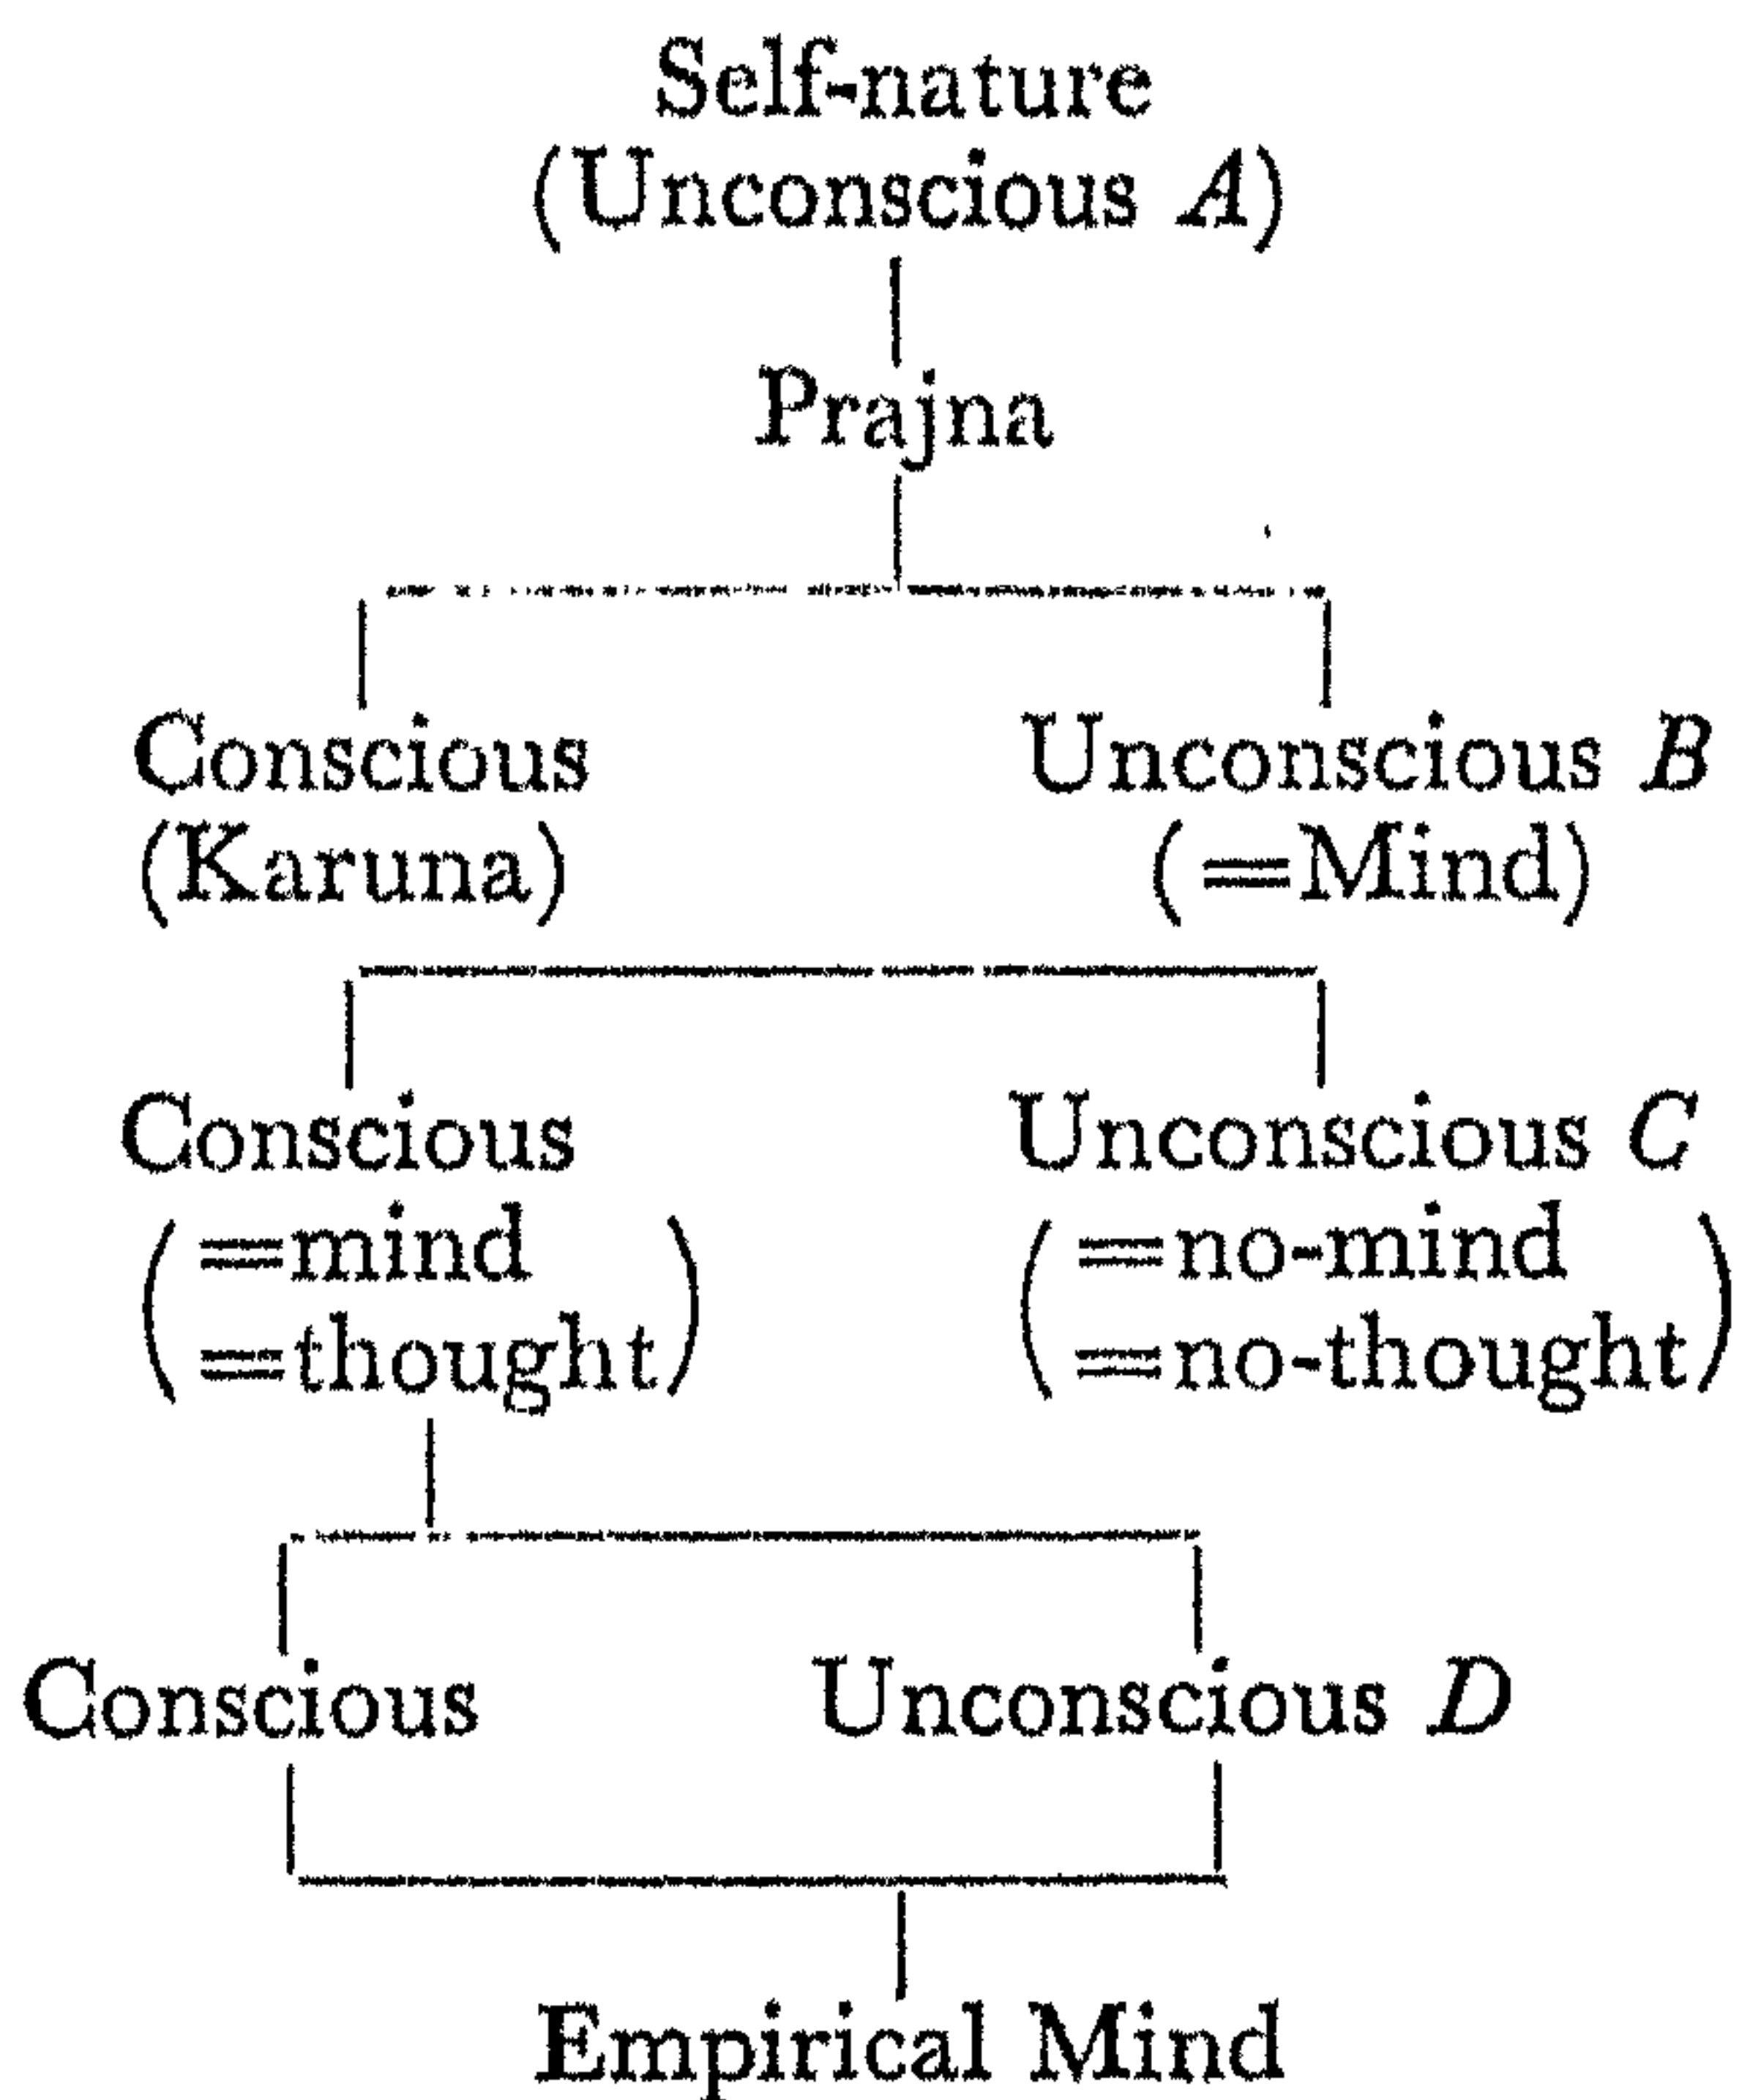 Self-nature
(Unconscious A)
Prajna
Conscious Unconscious B
(Karuna) (=Mind)
Conscious Unconscious C
(=mind (=no-mind
=thought) =no-thought)
Conscious Unconscious D
Empirical Mind